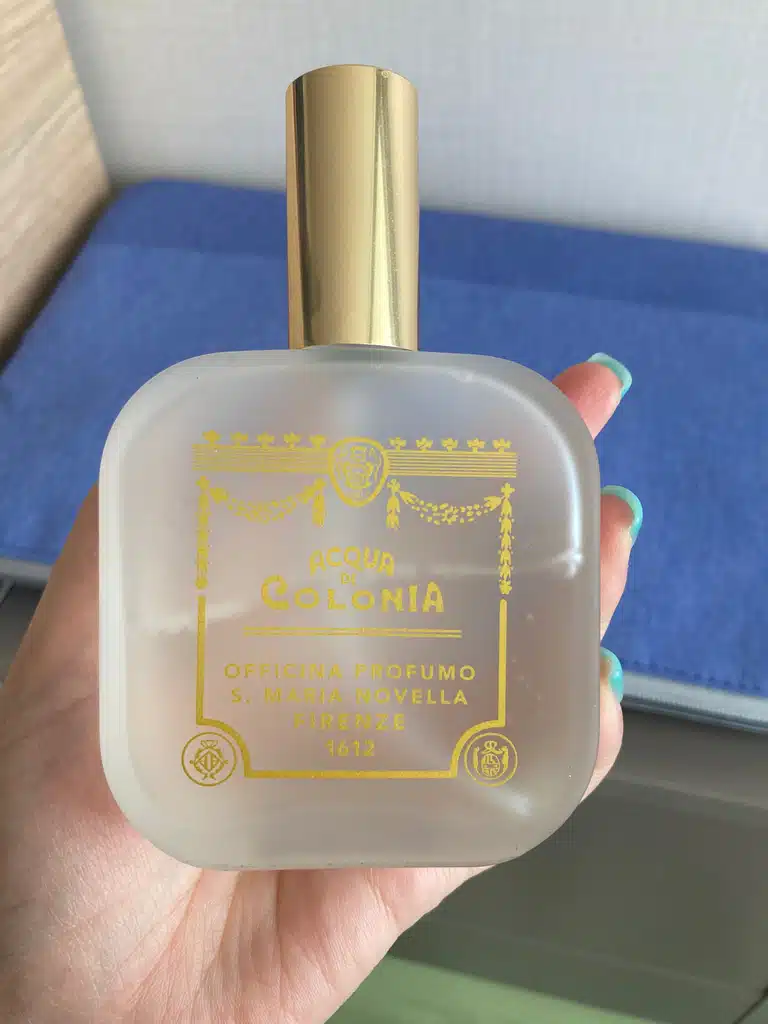 ACQUA
DI
COLONIA
OFFICINA PROFUMO
S. MARIA NOVELLA
FIRENZE
1612